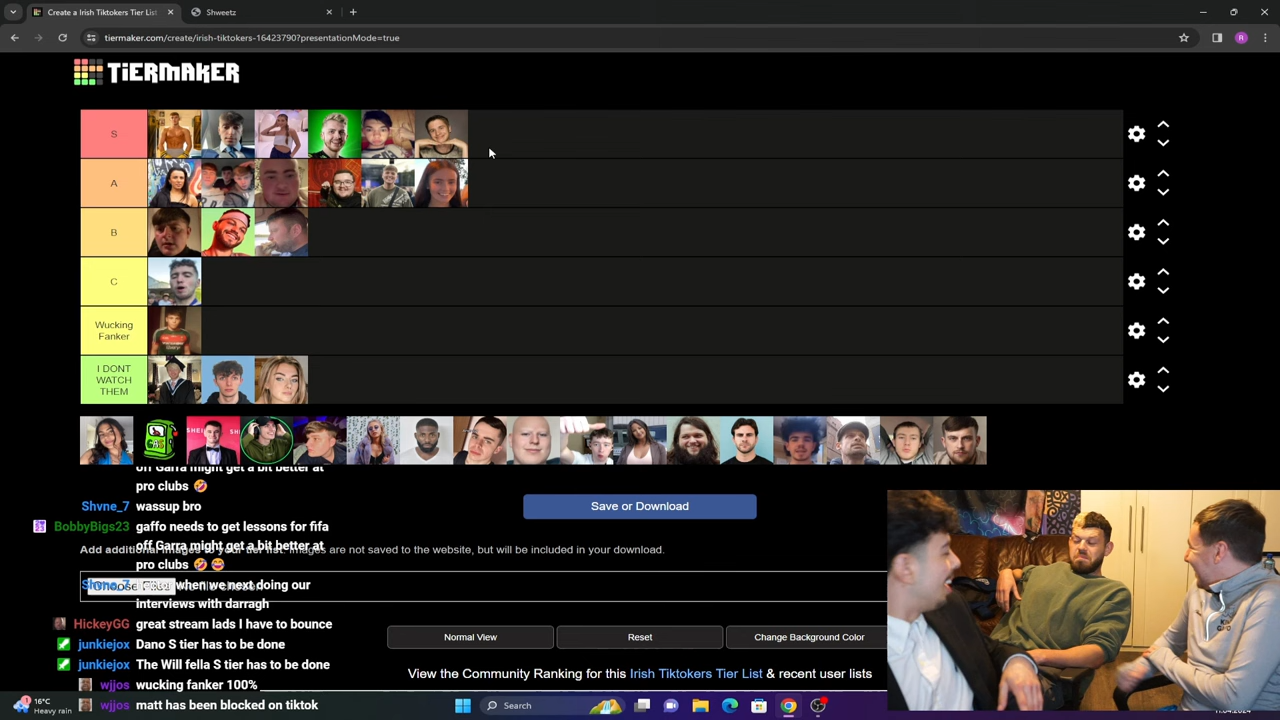 Create a Irish Tiktokers Tier List
Shweetz
tiermaker.com/create/irish-tiktokers-16423790?presentationMode=true
R
TiERMAKER
S
A
B
C
Wucking
Fanker
I DONT
WATCH
THEM
off Garra might get a bit better at
pro clubs 🤣
Shvne_7 wassup bro
BobbyBigs23 gaffo needs to get lessons for fifa
off Garra might get a bit better at
pro clubs 🤣 😂
Save or Download
Add additional images to your tier list. Images are not saved to the website, but will be included in your download.
Shvne_7 when we next doing our
interviews with darragh
HickeyGG great stream lads I have to bounce
junkiejox Dano S tier has to be done
junkiejox The Will fella S tier has to be done
wjjos wucking fanker 100%
wjjos matt has been blocked on tiktok
Normal View
Reset
Change Background Color
View the Community Ranking for this Irish Tiktokers Tier List & recent user lists
16°C
Heavy rain
Search
11.04.2024